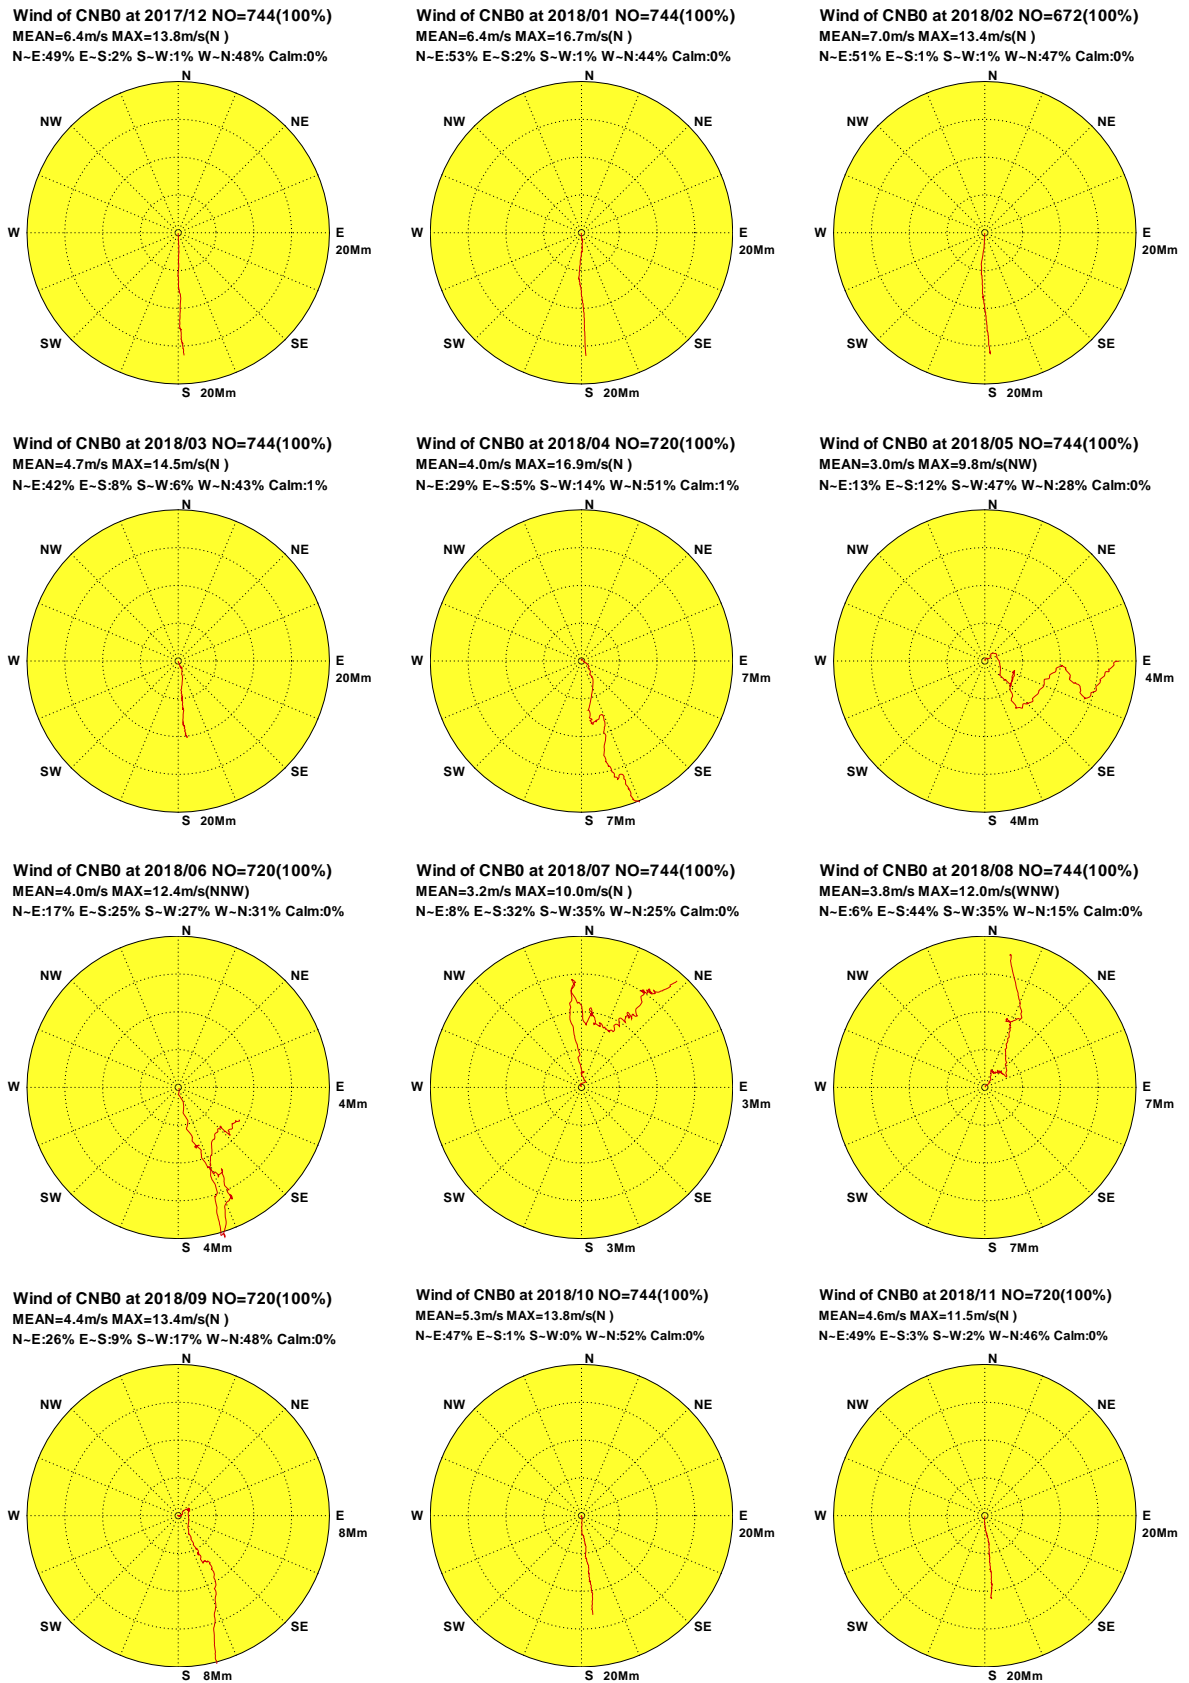 Wind of CNB0 at 2017/12 NO=744(100%)
MEAN=6.4m/s MAX=13.8m/s(N )
N~E:49% E~S:2% S~W:1% W~N:48% Calm:0%
N
NW
NE
W
E
20Mm
SW
SE
S 20Mm
Wind of CNB0 at 2018/01 NO=744(100%)
MEAN=6.4m/s MAX=16.7m/s(N )
N~E:53% E~S:2% S~W:1% W~N:44% Calm:0%
N
NW
NE
W
E
20Mm
SW
SE
S 20Mm
Wind of CNB0 at 2018/02 NO=672(100%)
MEAN=7.0m/s MAX=13.4m/s(N )
N~E:51% E~S:1% S~W:1% W~N:47% Calm:0%
N
NW
NE
W
E
20Mm
SW
SE
S 20Mm
Wind of CNB0 at 2018/03 NO=744(100%)
MEAN=4.7m/s MAX=14.5m/s(N )
N~E:42% E~S:8% S~W:6% W~N:43% Calm:1%
N
NW
NE
W
E
20Mm
SW
SE
S 20Mm
Wind of CNB0 at 2018/04 NO=720(100%)
MEAN=4.0m/s MAX=16.9m/s(N )
N~E:29% E~S:5% S~W:14% W~N:51% Calm:1%
N
NW
NE
W
E
7Mm
SW
SE
S 7Mm
Wind of CNB0 at 2018/05 NO=744(100%)
MEAN=3.0m/s MAX=9.8m/s(NW)
N~E:13% E~S:12% S~W:47% W~N:28% Calm:0%
N
NW
NE
W
E
4Mm
SW
SE
S 4Mm
Wind of CNB0 at 2018/06 NO=720(100%)
MEAN=4.0m/s MAX=12.4m/s(NNW)
N~E:17% E~S:25% S~W:27% W~N:31% Calm:0%
N
NW
NE
W
E
4Mm
SW
SE
S 4Mm
Wind of CNB0 at 2018/07 NO=744(100%)
MEAN=3.2m/s MAX=10.0m/s(N )
N~E:8% E~S:32% S~W:35% W~N:25% Calm:0%
N
NW
NE
W
E
3Mm
SW
SE
S 3Mm
Wind of CNB0 at 2018/08 NO=744(100%)
MEAN=3.8m/s MAX=12.0m/s(WNW)
N~E:6% E~S:44% S~W:35% W~N:15% Calm:0%
N
NW
NE
W
E
7Mm
SW
SE
S 7Mm
Wind of CNB0 at 2018/09 NO=720(100%)
MEAN=4.4m/s MAX=13.4m/s(N )
N~E:26% E~S:9% S~W:17% W~N:48% Calm:0%
N
NW
NE
W
E
8Mm
SW
SE
S 8Mm
Wind of CNB0 at 2018/10 NO=744(100%)
MEAN=5.3m/s MAX=13.8m/s(N )
N~E:47% E~S:1% S~W:0% W~N:52% Calm:0%
N
NW
NE
W
E
20Mm
SW
SE
S 20Mm
Wind of CNB0 at 2018/11 NO=720(100%)
MEAN=4.6m/s MAX=11.5m/s(N )
N~E:49% E~S:3% S~W:2% W~N:46% Calm:0%
N
NW
NE
W
E
20Mm
SW
SE
S 20Mm